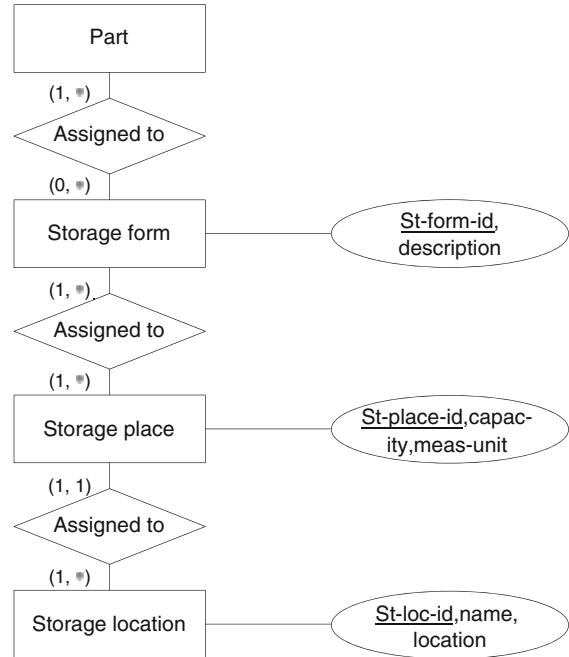 Part
(1, *)
Assigned to
(0, *)
Storage form
St-form-id,
description
(1, *)
Assigned to
(1, *)
Storage place
St-place-id,capac-
ity,meas-unit
(1, 1)
Assigned to
(1, *)
Storage location
St-loc-id,name,
location